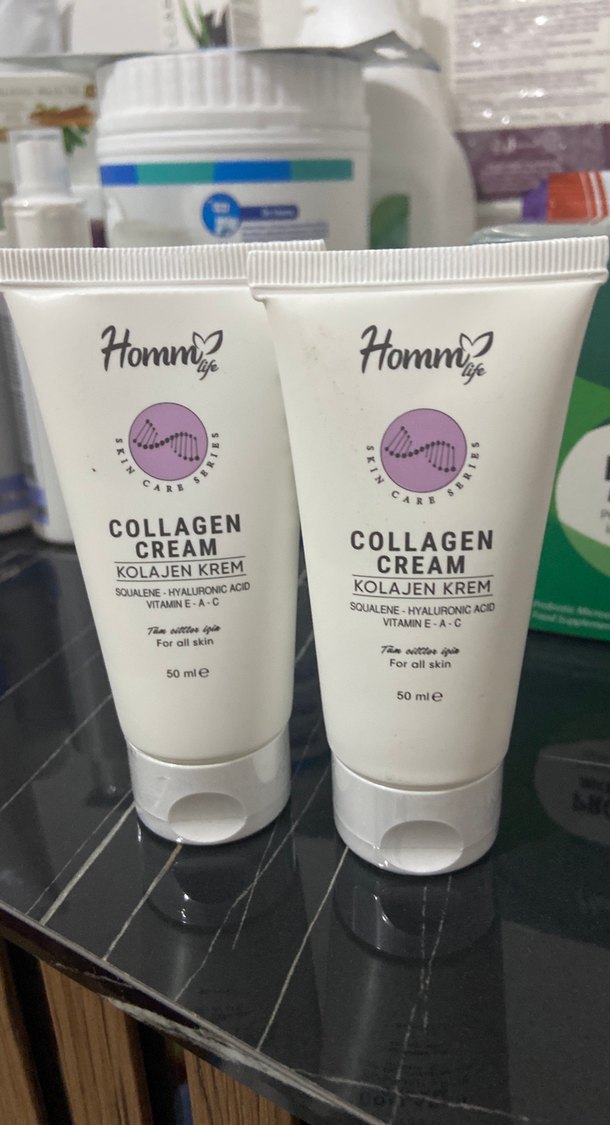 Homm
life
SKIN CARE SERIES
COLLAGEN
CREAM
KOLAJEN KREM
SQUALENE - HYALURONIC ACID
VITAMIN E - A - C
Tüm ciltler için
For all skin
50 ml e
Homm
life
SKIN CARE SERIES
COLLAGEN
CREAM
KOLAJEN KREM
SQUALENE - HYALURONIC ACID
VITAMIN E - A - C
Tüm ciltler için
For all skin
50 ml e